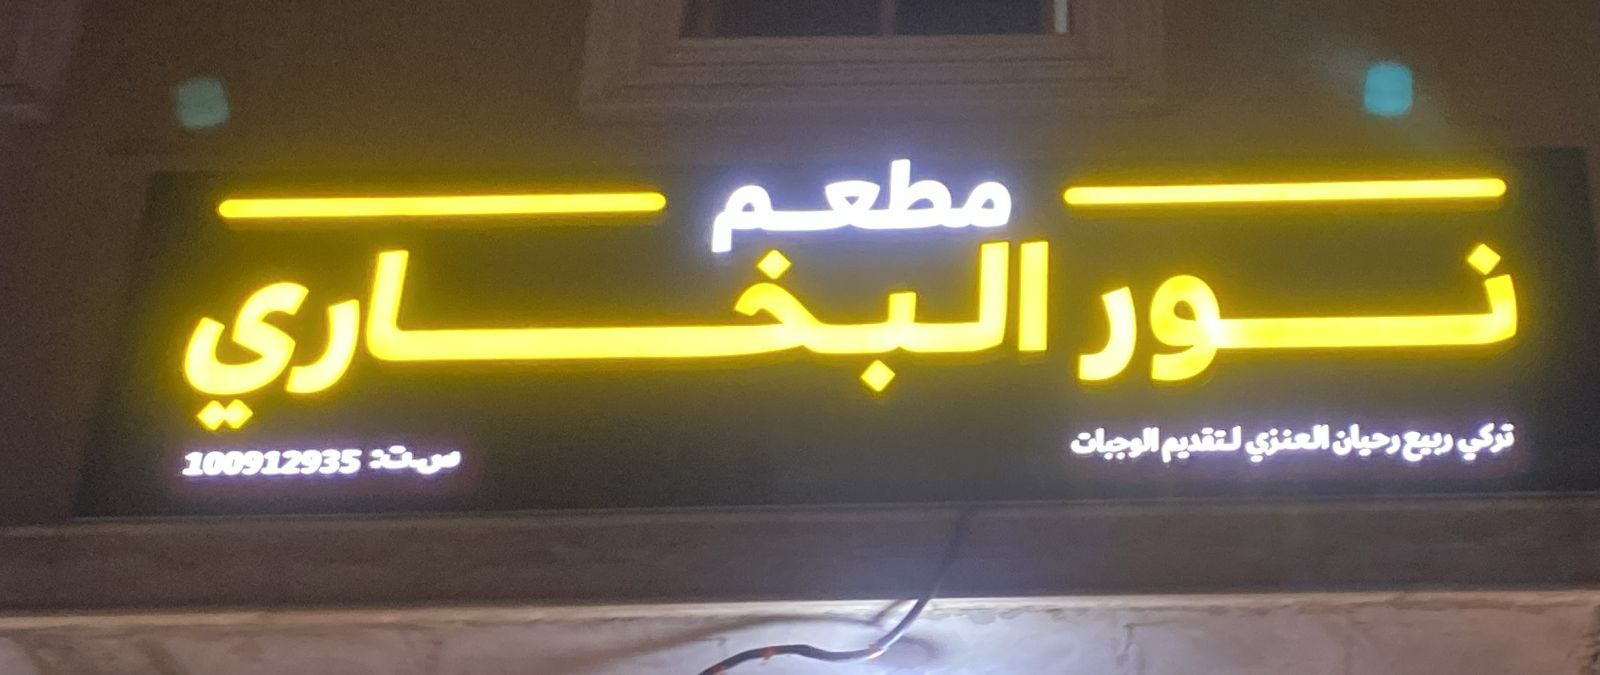 مطعم
نور البخاري
تركي ربيع رحيان العنزي لتقديم الوجبات
س.ت: 100912935